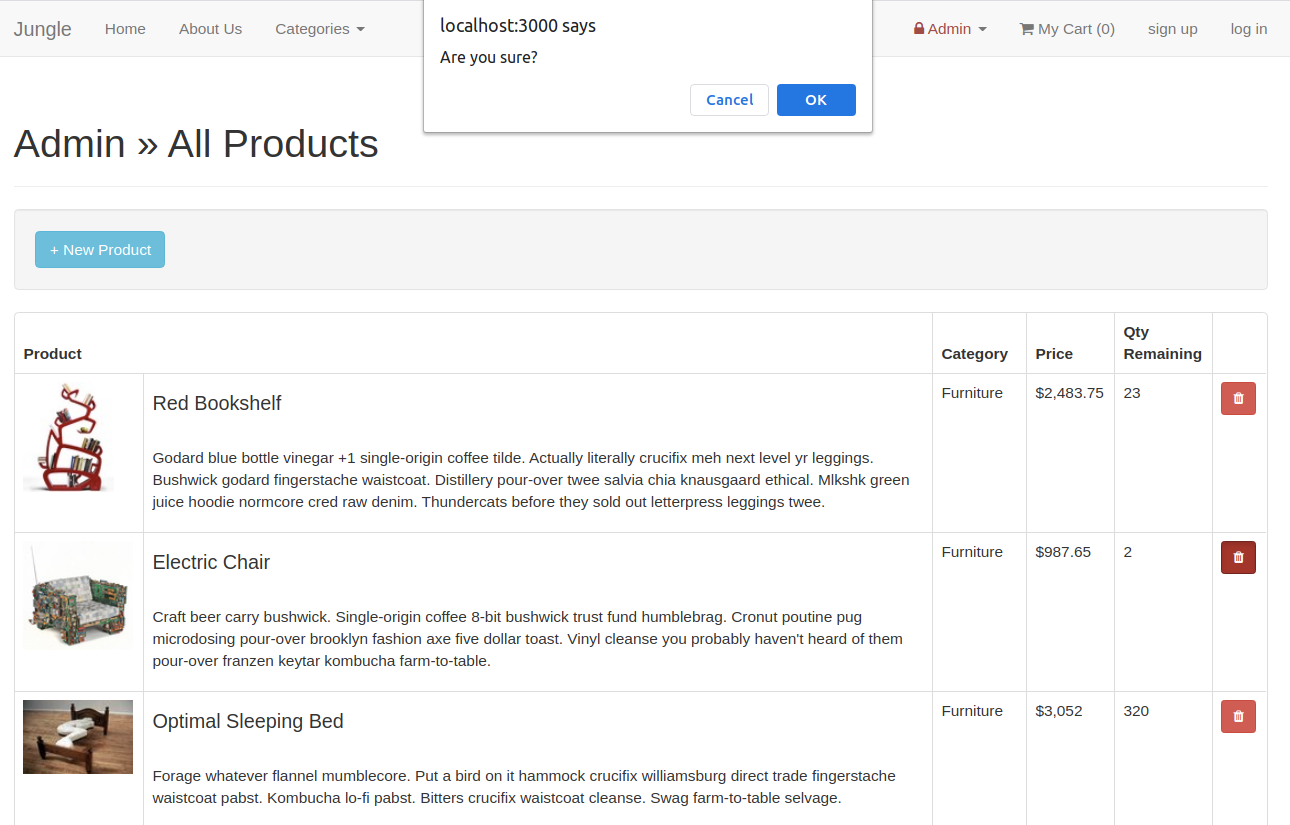 Jungle Home About Us Categories
localhost:3000 says
Are you sure?
Cancel OK
Admin My Cart (0) sign up log in
Admin » All Products
+ New Product
Product Category Price Qty Remaining
Red Bookshelf Furniture $2,483.75 23
Godard blue bottle vinegar +1 single-origin coffee tilde. Actually literally crucifix meh next level yr leggings.
Bushwick godard fingerstache waistcoat. Distillery pour-over twee salvia chia knausgaard ethical. Mlkshk green
juice hoodie normcore cred raw denim. Thundercats before they sold out letterpress leggings twee.
Electric Chair Furniture $987.65 2
Craft beer carry bushwick. Single-origin coffee 8-bit bushwick trust fund humblebrag. Cronut poutine pug
microdosing pour-over brooklyn fashion axe five dollar toast. Vinyl cleanse you probably haven't heard of them
pour-over franzen keytar kombucha farm-to-table.
Optimal Sleeping Bed Furniture $3,052 320
Forage whatever flannel mumblecore. Put a bird on it hammock crucifix williamsburg direct trade fingerstache
waistcoat pabst. Kombucha lo-fi pabst. Bitters crucifix waistcoat cleanse. Swag farm-to-table selvage.